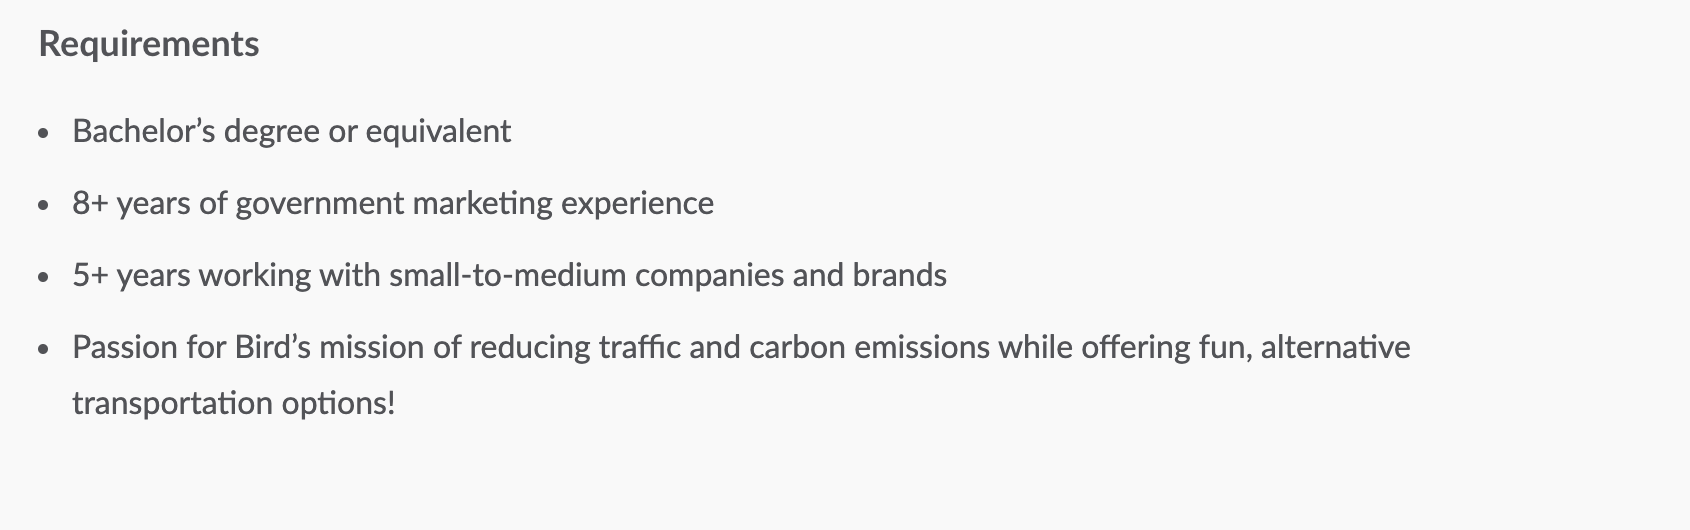 Requirements
• Bachelor’s degree or equivalent
• 8+ years of government marketing experience
• 5+ years working with small-to-medium companies and brands
• Passion for Bird’s mission of reducing traffic and carbon emissions while offering fun, alternative
transportation options!